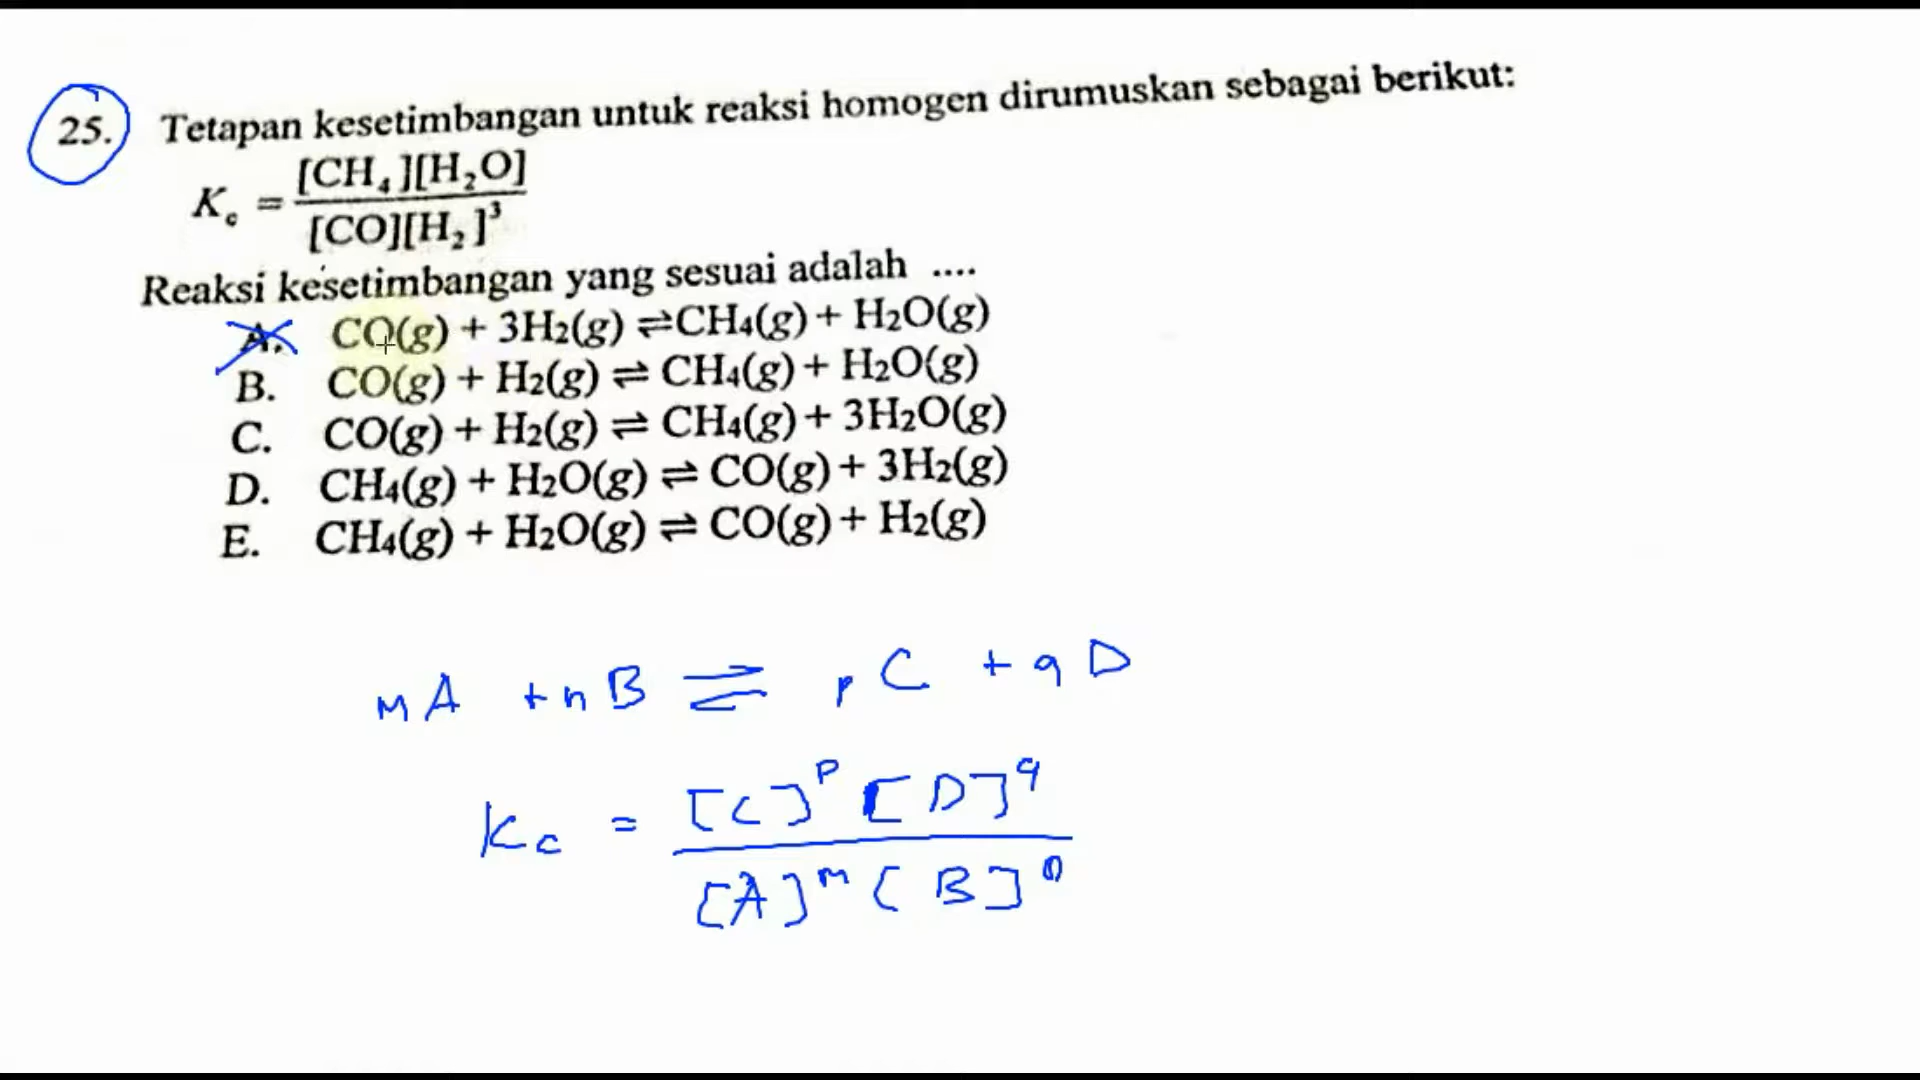 25. Tetapan kesetimbangan untuk reaksi homogen dirumuskan sebagai berikut:
K_c = [CH₄][H₂O] / [CO][H₂]³
Reaksi kesetimbangan yang sesuai adalah ....
A. CO(g) + 3H₂(g) ⇌ CH₄(g) + H₂O(g)
B. CO(g) + H₂(g) ⇌ CH₄(g) + H₂O(g)
C. CO(g) + H₂(g) ⇌ CH₄(g) + 3H₂O(g)
D. CH₄(g) + H₂O(g) ⇌ CO(g) + 3H₂(g)
E. CH₄(g) + H₂O(g) ⇌ CO(g) + H₂(g)
mA + nB ⇌ pC + qD
Kc = [C]^p [D]^q / [A]^m [B]^n